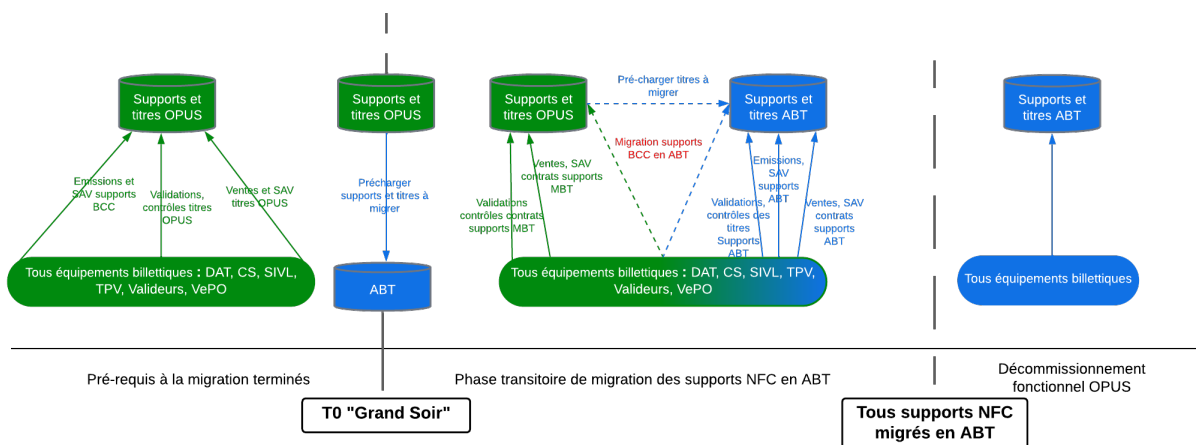 Supports et
titres OPUS
Emissions et
SAV supports
BCC
Validations,
contrôles titres
OPUS
Ventes et SAV
titres OPUS
Tous équipements billettiques : DAT, CS, SIVL,
TPV, Valideurs, VePO
Supports et
titres OPUS
Précharger
supports et titres à
migrer
ABT
Supports et
titres OPUS
Pré-charger titres à
migrer
Supports et
titres ABT
Migration supports
BCC en ABT
Ventes, SAV
contrats supports
MBT
Validations
contrôles contrats
supports MBT
Emissions,
SAV
supports
ABT
Validations,
contrôles des
titres
Supports
ABT
Ventes, SAV
contrats
supports
ABT
Tous équipements billettiques : DAT, CS, SIVL, TPV,
Valideurs, VePO
Supports et
titres ABT
Tous équipements billettiques
Pré-requis à la migration terminés
Phase transitoire de migration des supports NFC en ABT
Décommissionnement
fonctionnel OPUS
T0 "Grand Soir"
Tous supports NFC
migrés en ABT